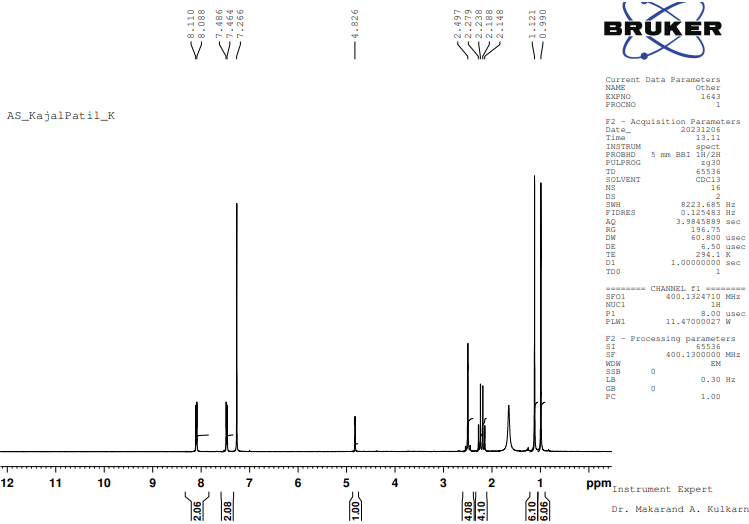 8.110
8.088
7.486
7.464
7.266
4.826
2.497
2.279
2.238
2.188
2.148
1.121
0.990
BRUKER
AS_KajalPatil_K
Current Data Parameters
NAME Other
EXPNO 1643
PROCNO 1
F2 - Acquisition Parameters
Date_ 20231206
Time 13.11
INSTRUM spect
PROBHD 5 mm BBI 1H/2H
PULPROG zg30
TD 65536
SOLVENT CDCl3
NS 16
DS 2
SWH 8223.685 Hz
FIDRES 0.125483 Hz
AQ 3.9845889 sec
RG 196.75
DW 60.800 usec
DE 6.50 usec
TE 294.1 K
D1 1.00000000 sec
TD0 1
======== CHANNEL f1 ========
SFO1 400.1324710 MHz
NUC1 1H
P1 8.00 usec
PLW1 11.47000027 W
F2 - Processing parameters
SI 65536
SF 400.1300000 MHz
WDW EM
SSB 0
LB 0.30 Hz
GB 0
PC 1.00
12 11 10 9 8 7 6 5 4 3 2 1 ppm
2.06
2.08
1.00
4.08
4.10
6.10
6.06
Instrument Expert
Dr. Makarand A. Kulkarn